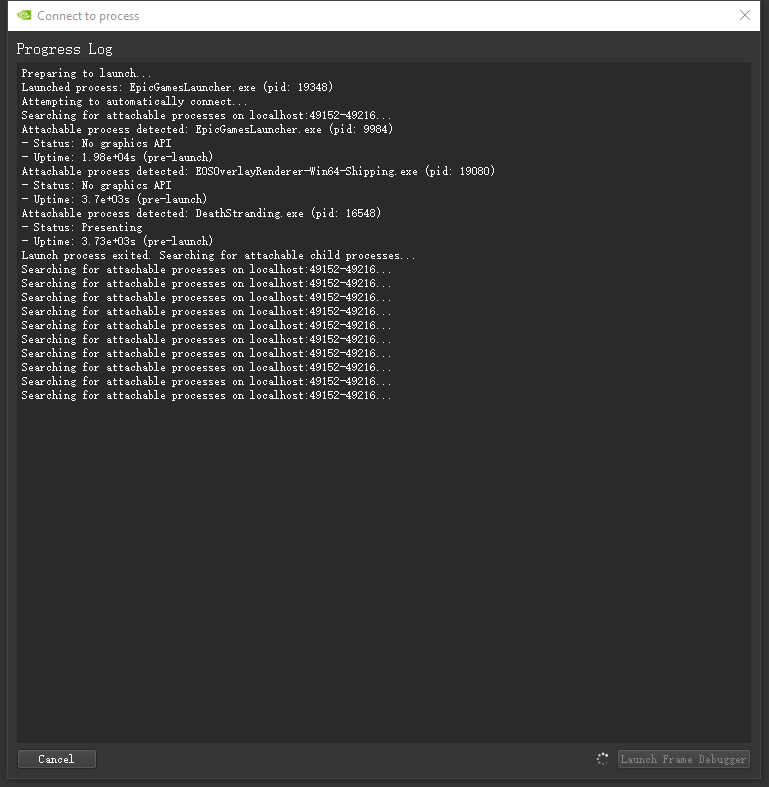 Connect to process
Progress Log
Preparing to launch...
Launched process: EpicGamesLauncher.exe (pid: 19348)
Attempting to automatically connect...
Searching for attachable processes on localhost:49152-49216...
Attachable process detected: EpicGamesLauncher.exe (pid: 9984)
- Status: No graphics API
- Uptime: 1.98e+04s (pre-launch)
Attachable process detected: EOSOverlayRenderer-Win64-Shipping.exe (pid: 19080)
- Status: No graphics API
- Uptime: 3.7e+03s (pre-launch)
Attachable process detected: DeathStranding.exe (pid: 16548)
- Status: Presenting
- Uptime: 3.73e+03s (pre-launch)
Launch process exited. Searching for attachable child processes...
Searching for attachable processes on localhost:49152-49216...
Searching for attachable processes on localhost:49152-49216...
Searching for attachable processes on localhost:49152-49216...
Searching for attachable processes on localhost:49152-49216...
Searching for attachable processes on localhost:49152-49216...
Searching for attachable processes on localhost:49152-49216...
Searching for attachable processes on localhost:49152-49216...
Searching for attachable processes on localhost:49152-49216...
Searching for attachable processes on localhost:49152-49216...
Searching for attachable processes on localhost:49152-49216...
Cancel
Launch Frame Debugger